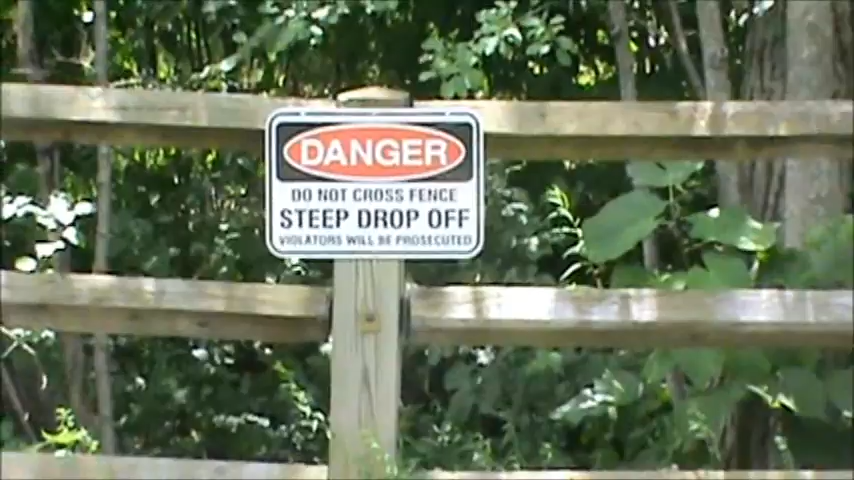 DANGER
DO NOT CROSS FENCE
STEEP DROP OFF
VIOLATORS WILL BE PROSECUTED